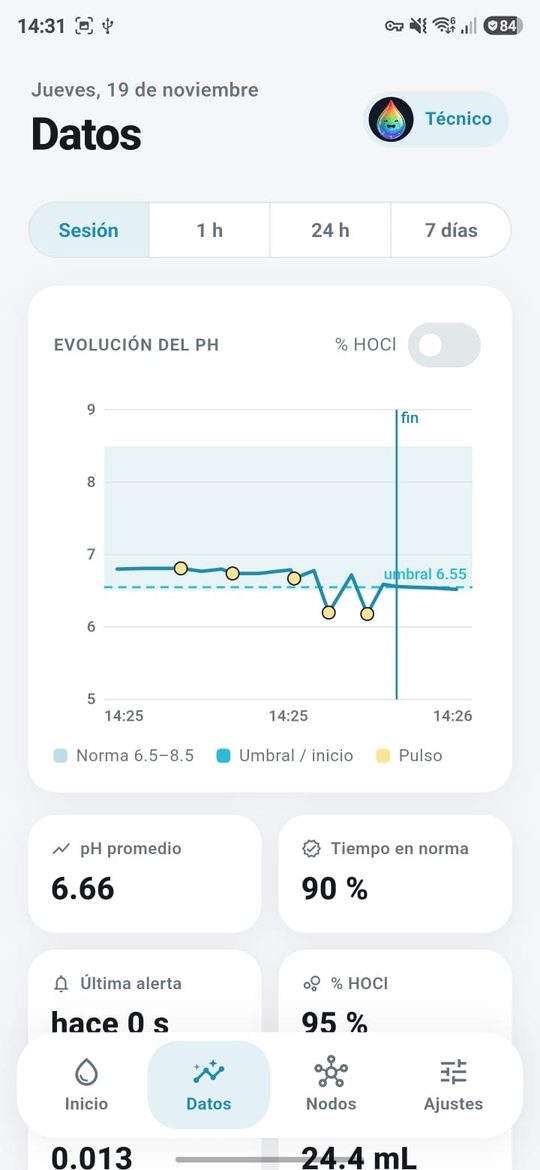 14:31 84
Jueves, 19 de noviembre
Datos
Técnico
Sesión 1 h 24 h 7 días
EVOLUCIÓN DEL PH % HOCl
9
fin
8
7
umbral 6.55
6
5
14:25 14:25 14:26
Norma 6.5–8.5 Umbral / inicio Pulso
pH promedio Tiempo en norma
6.66 90 %
Última alerta % HOCl
hace 0 s 95 %
Inicio Datos Nodos Ajustes
0.013 24.4 mL